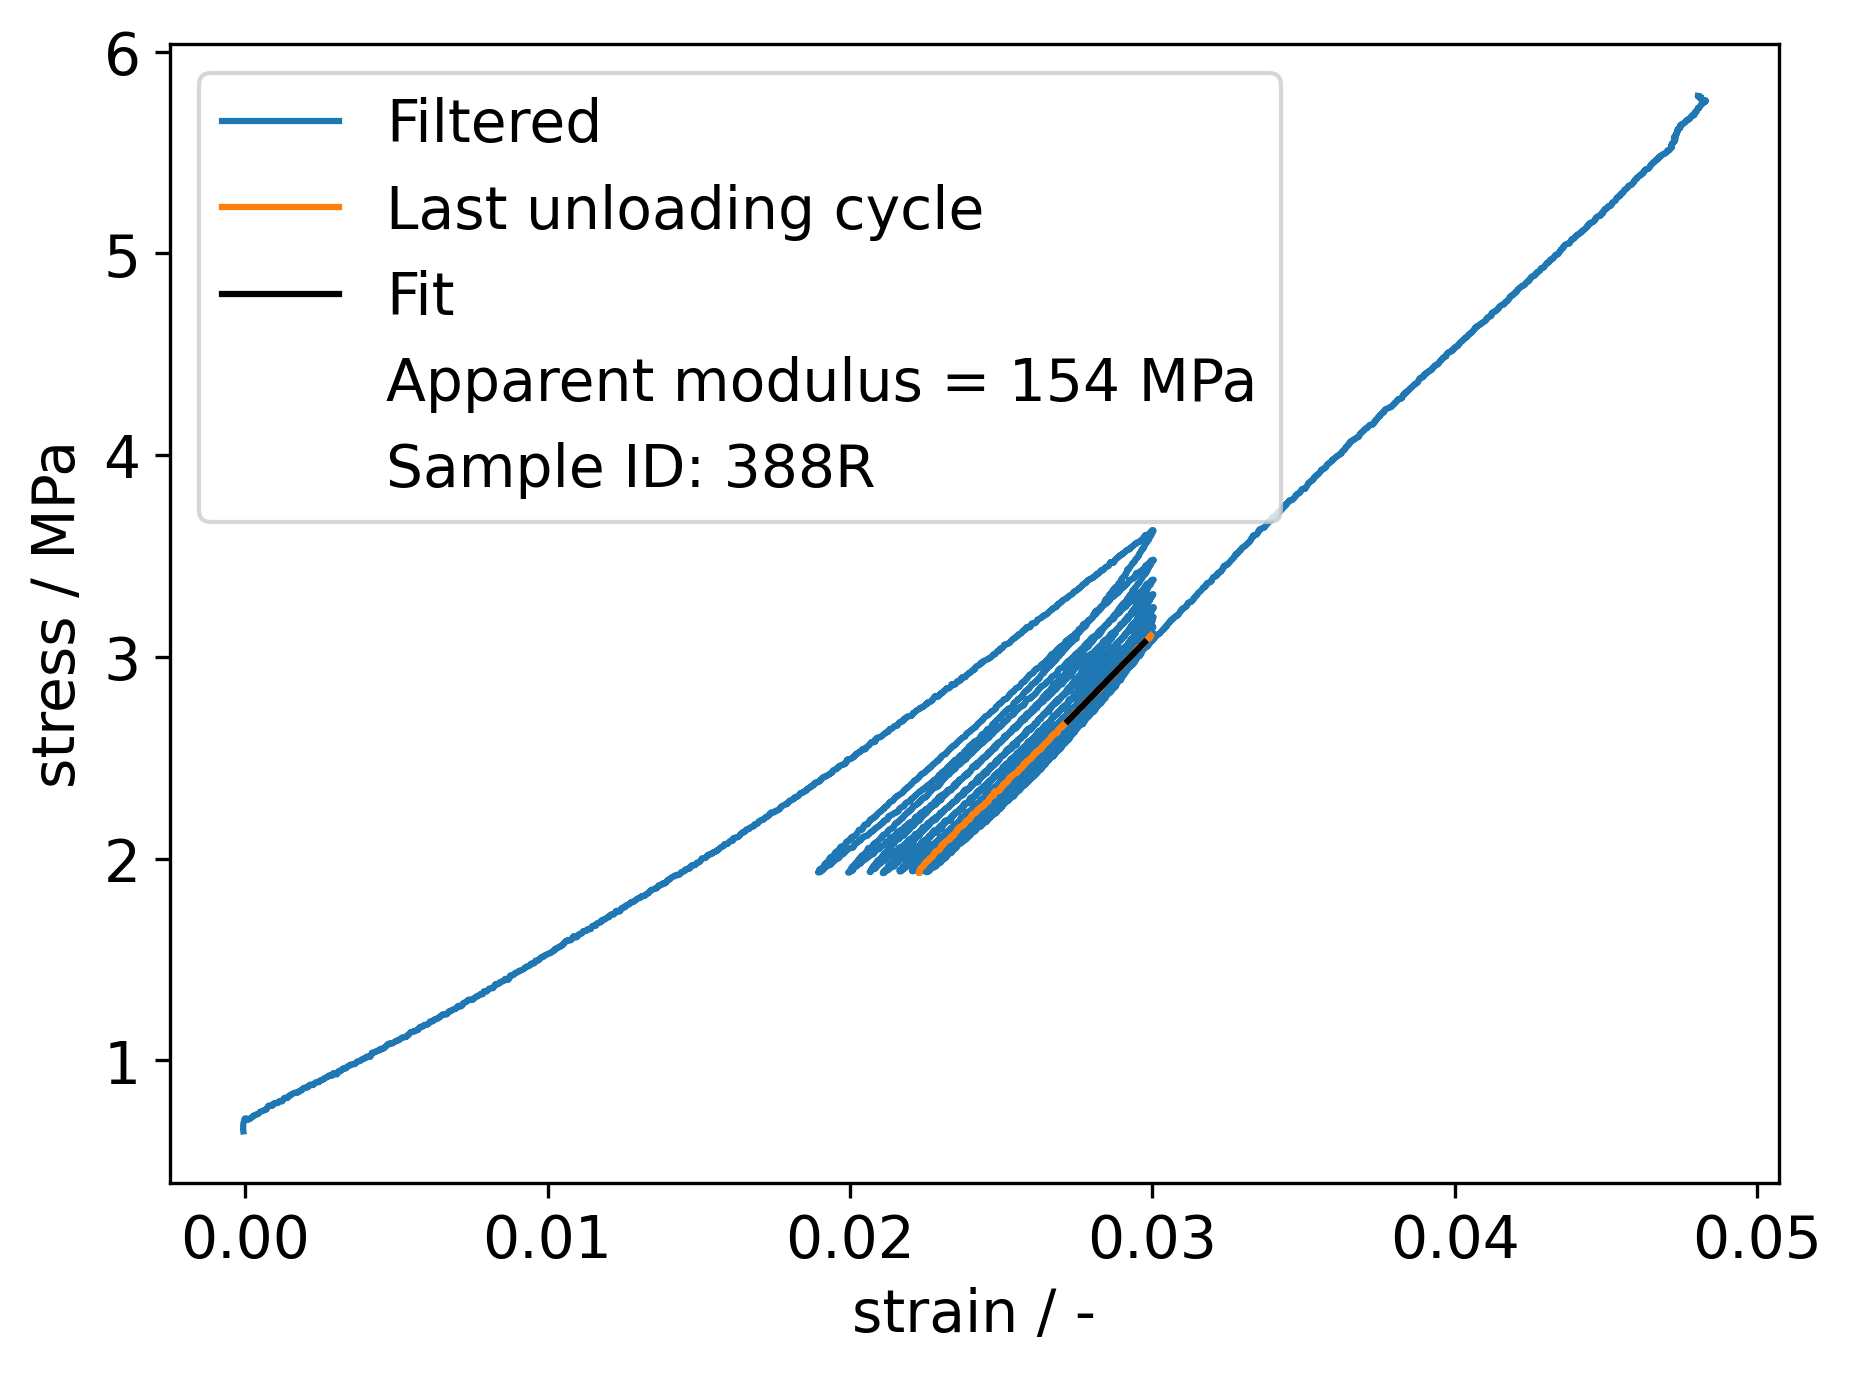 6
5
4
3
2
1
stress / MPa
Filtered
Last unloading cycle
Fit
Apparent modulus = 154 MPa
Sample ID: 388R
0.00 0.01 0.02 0.03 0.04 0.05
strain / -